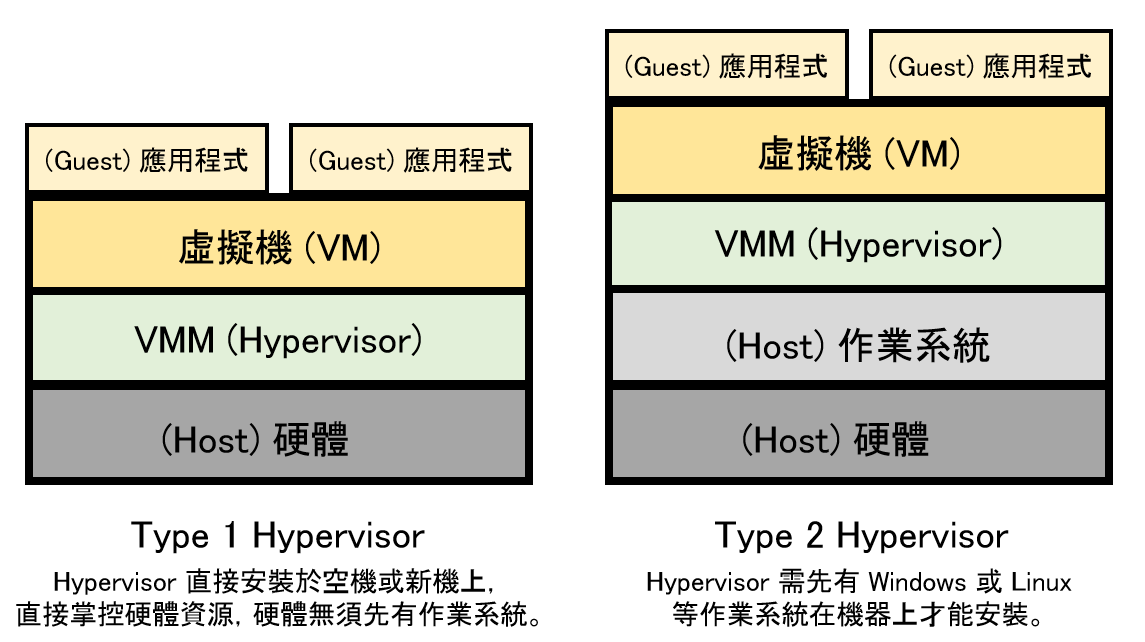 (Guest) 應用程式
(Guest) 應用程式
虛擬機 (VM)
VMM (Hypervisor)
(Host) 硬體
Type 1 Hypervisor
Hypervisor 直接安裝於空機或新機上,
直接掌控硬體資源, 硬體無須先有作業系統。
(Guest) 應用程式
(Guest) 應用程式
虛擬機 (VM)
VMM (Hypervisor)
(Host) 作業系統
(Host) 硬體
Type 2 Hypervisor
Hypervisor 需先有 Windows 或 Linux
等作業系統在機器上才能安裝。